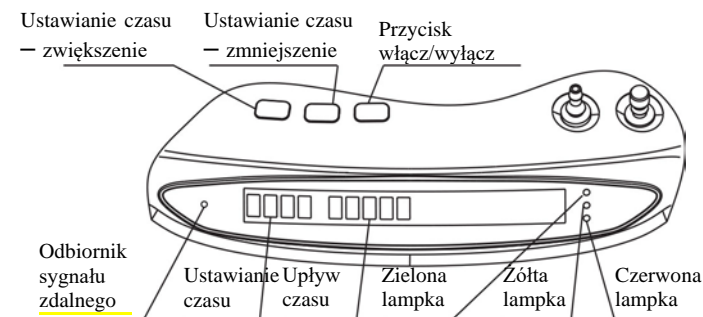 Ustawianie czasu
– zwiększenie
Ustawianie czasu
– zmniejszenie
Przycisk
włącz/wyłącz
Odbiornik
sygnału
zdalnego
Ustawianie
czasu
Upływ
czasu
Zielona
lampka
Żółta
lampka
Czerwona
lampka